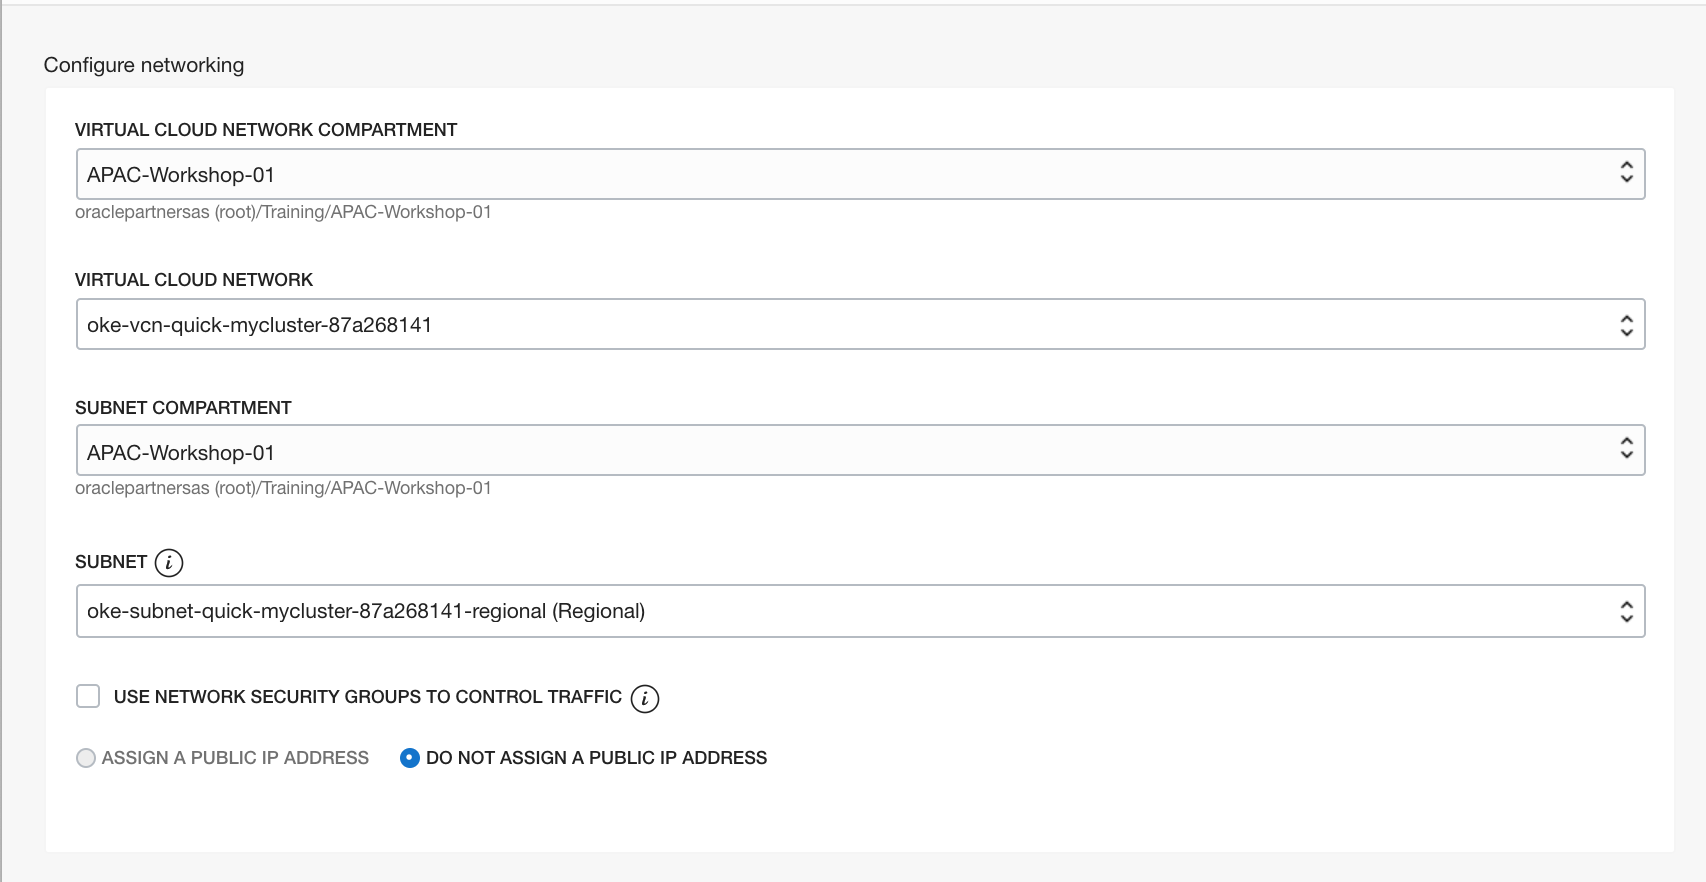 Configure networking
VIRTUAL CLOUD NETWORK COMPARTMENT
APAC-Workshop-01
oraclepartnersas (root)/Training/APAC-Workshop-01
VIRTUAL CLOUD NETWORK
oke-vcn-quick-mycluster-87a268141
SUBNET COMPARTMENT
APAC-Workshop-01
oraclepartnersas (root)/Training/APAC-Workshop-01
SUBNET i
oke-subnet-quick-mycluster-87a268141-regional (Regional)
USE NETWORK SECURITY GROUPS TO CONTROL TRAFFIC i
ASSIGN A PUBLIC IP ADDRESS DO NOT ASSIGN A PUBLIC IP ADDRESS